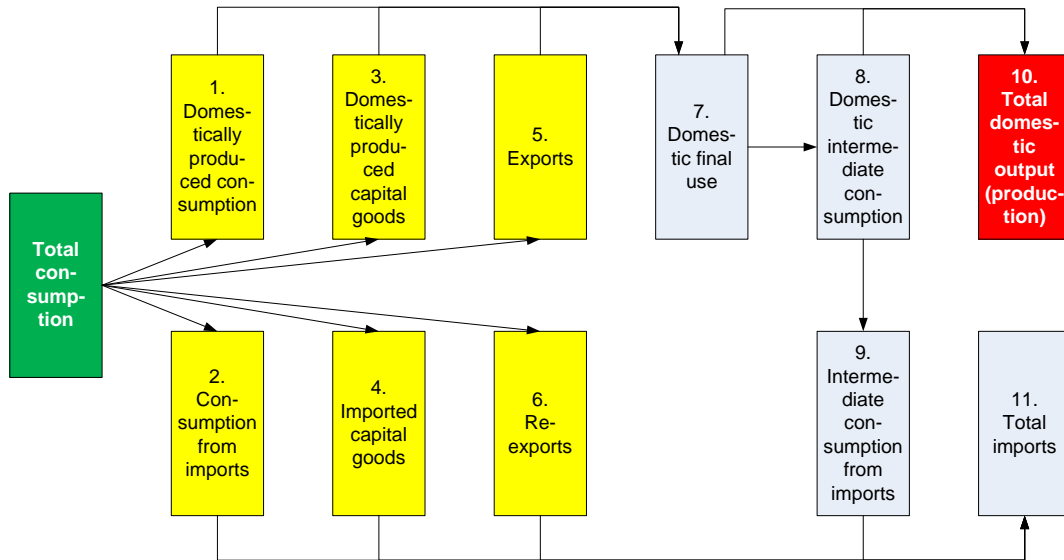 1.
Domes-
tically
produ-
ced con-
sumption
3.
Domes-
tically
produ-
ced
capital
goods
5.
Exports
7.
Domes-
tic final
use
8.
Domes-
tic
interme-
diate con-
sumption
10.
Total
domes-
tic
output
(produc-
tion)
Total
con-
sump-
tion
2.
Con-
sumption
from
imports
4.
Imported
capital
goods
6.
Re-
exports
9.
Interme-
diate con-
sumption
from
imports
11.
Total
imports